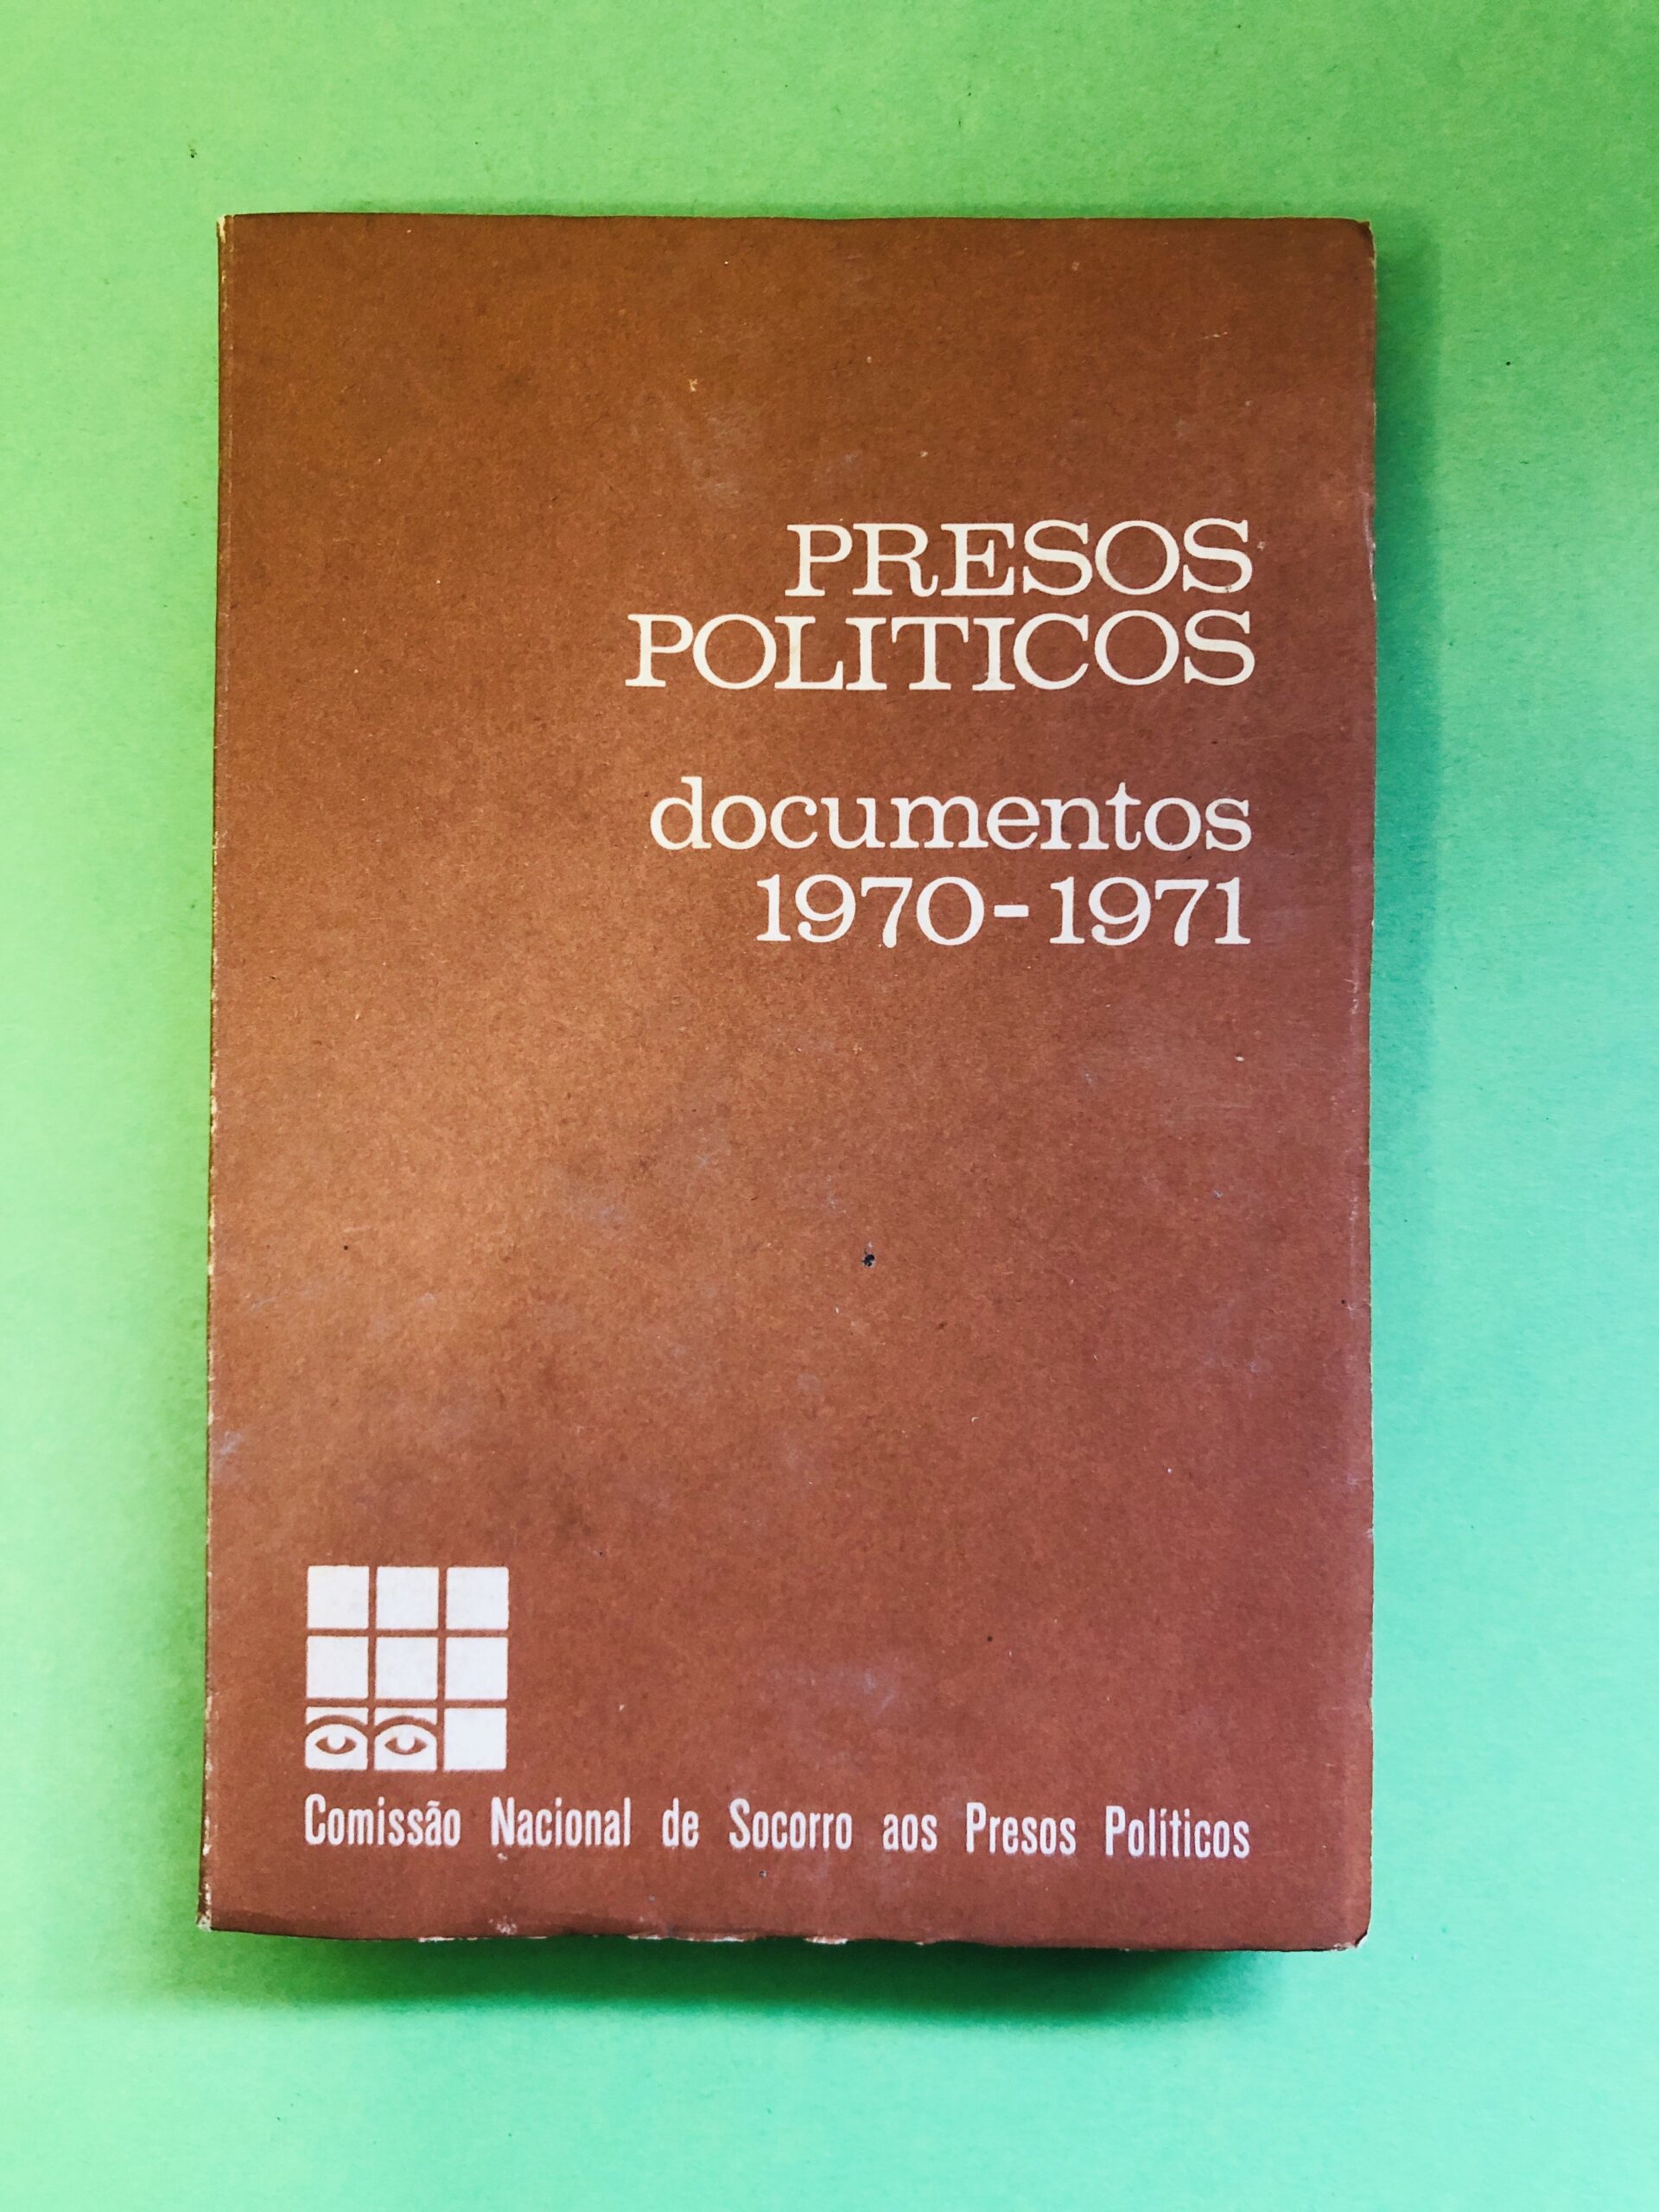 PRESOS
POLITICOS
documentos
1970-1971
Comissão Nacional de Socorro aos Presos Políticos